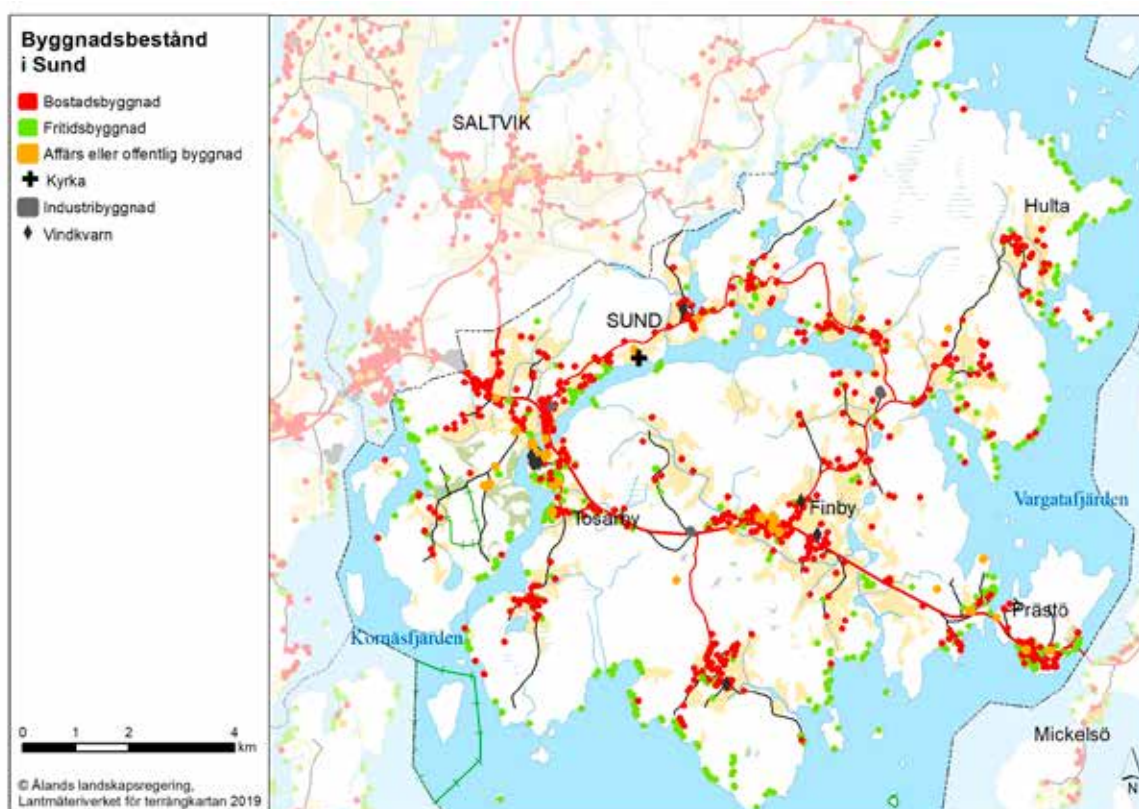 Byggnadsbestånd
i Sund
Bostadsbyggnad
Fritidsbyggnad
Affärs eller offentlig byggnad
Kyrka
Industribyggnad
Vindkvarn
0 1 2 4
km
© Ålands landskapsregering,
Lantmäteriverket för terrängkartan 2019
SALTVIK
Hulta
SUND
Vargatafjärden
Finby
Tosarby
Prästö
Kornäsfjärden
Mickelsö
N